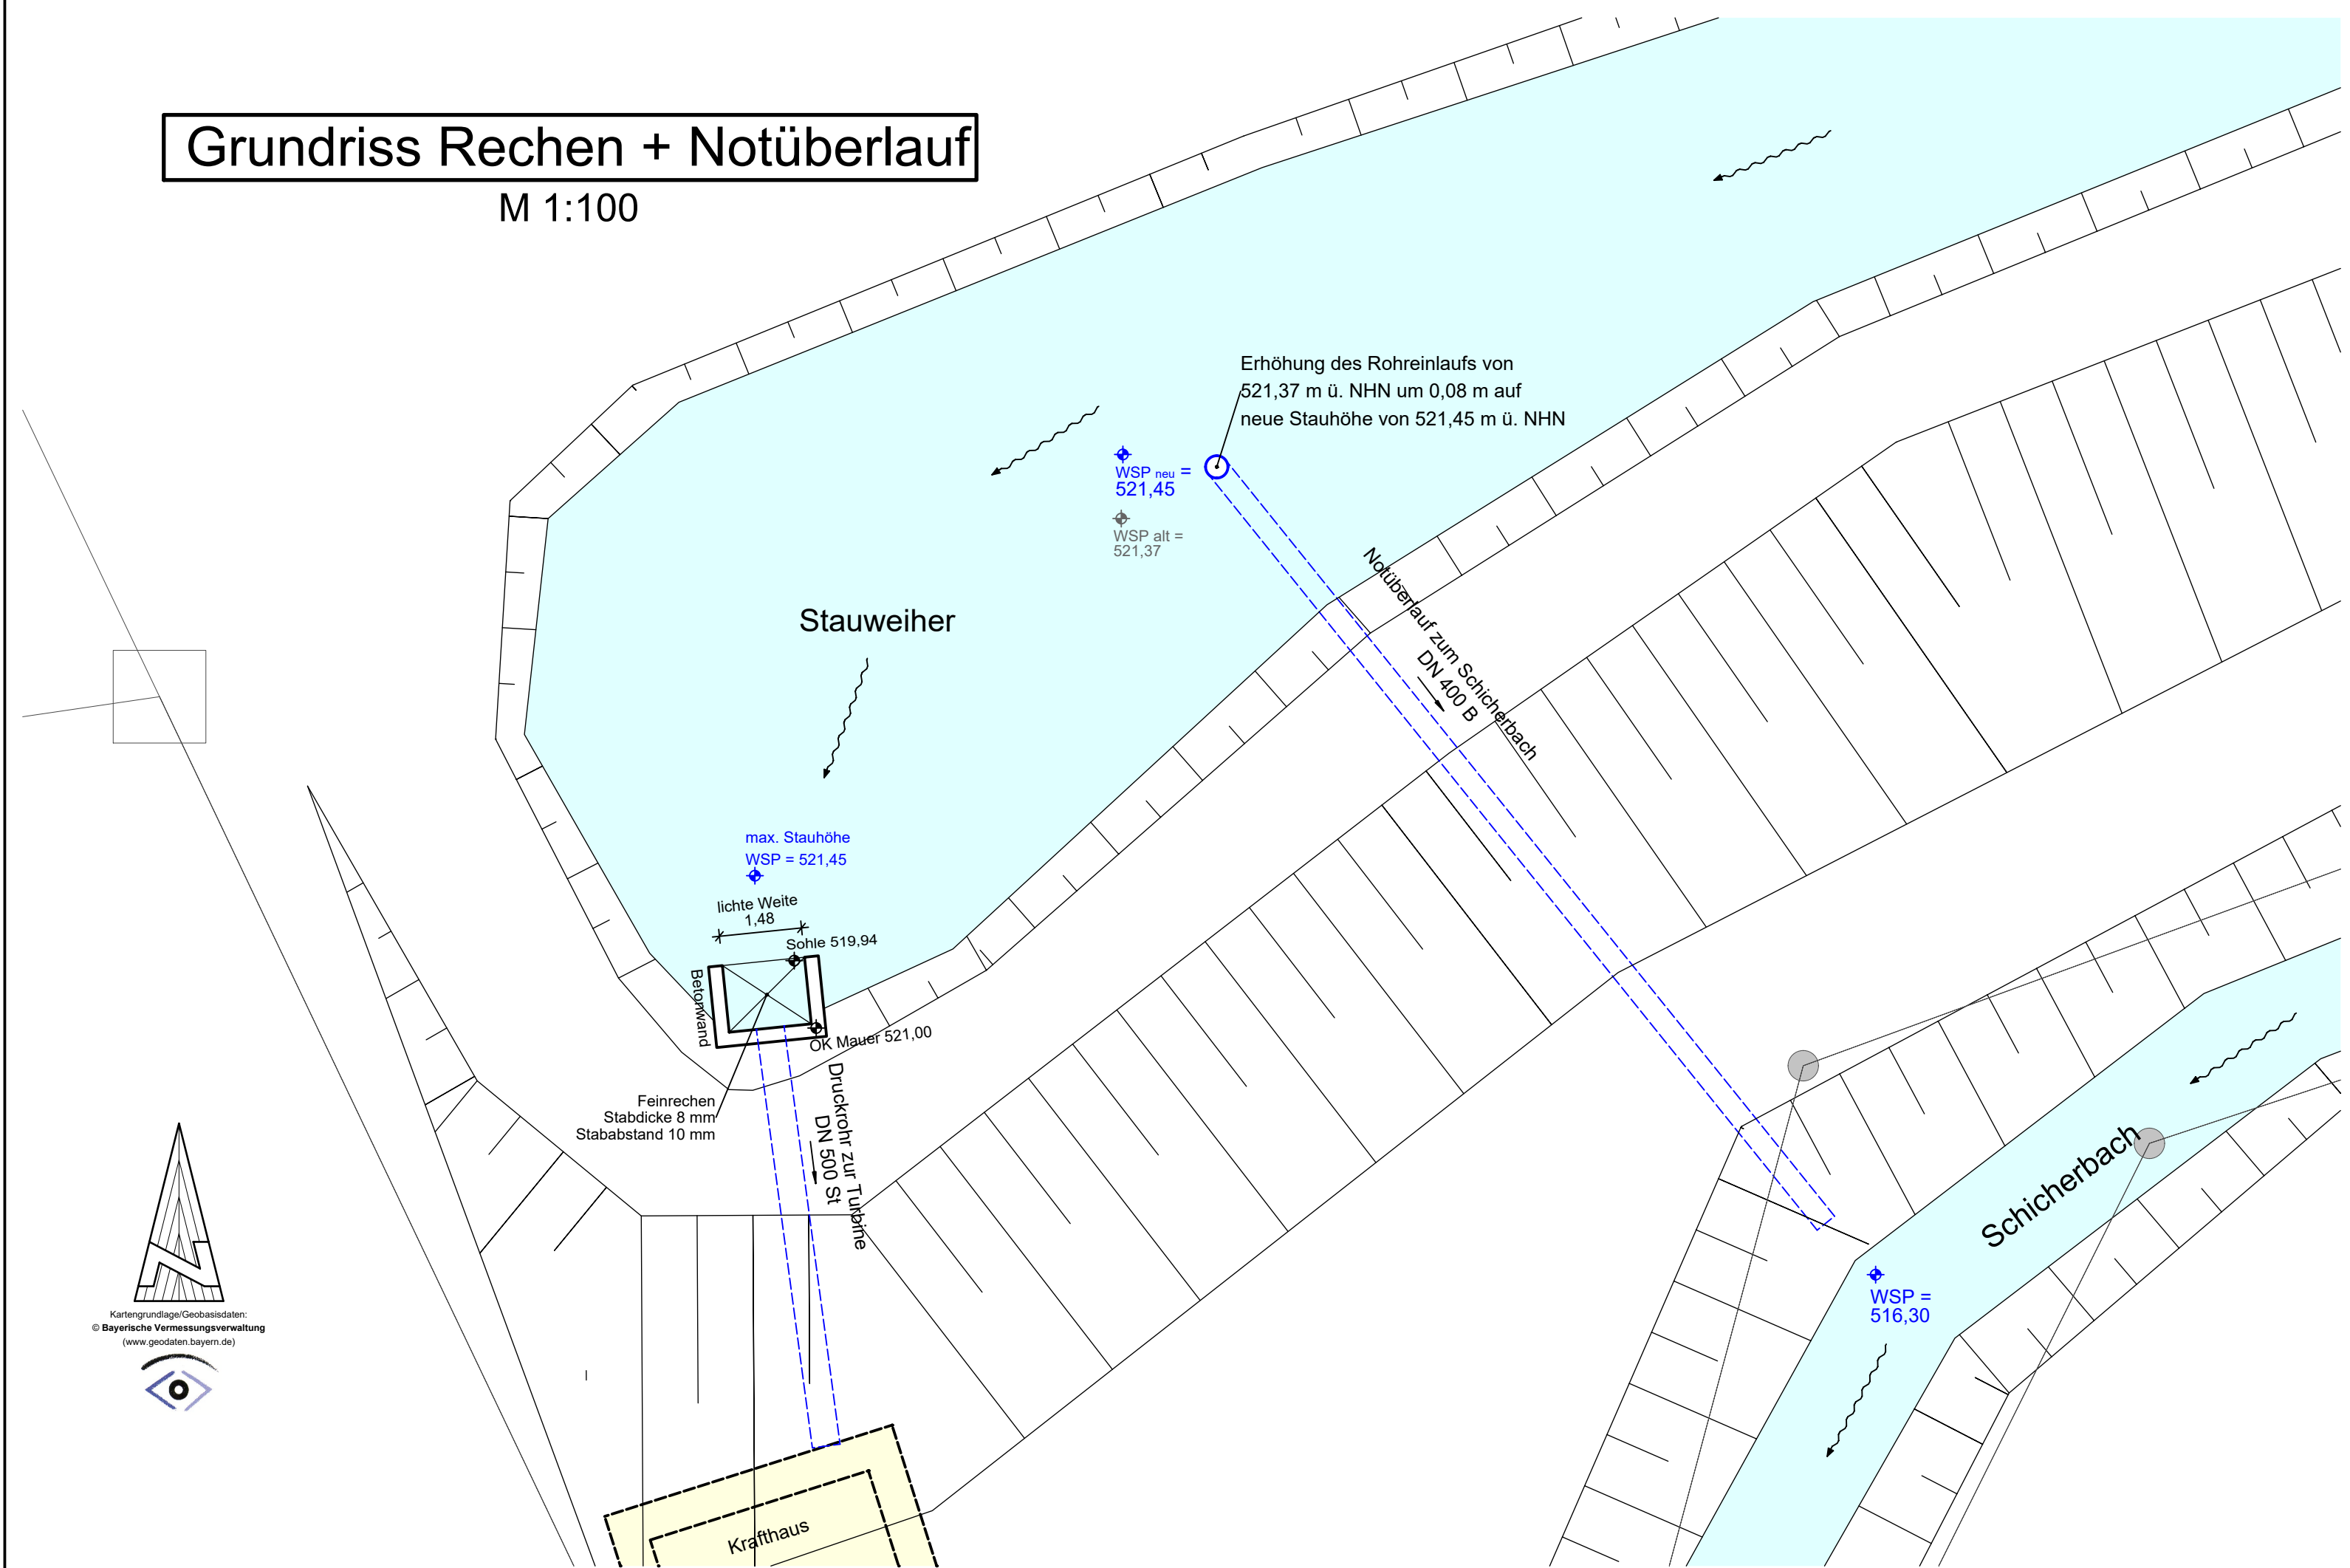 Grundriss Rechen + Notüberlauf
M 1:100
Erhöhung des Rohreinlaufs von
521,37 m ü. NHN um 0,08 m auf
neue Stauhöhe von 521,45 m ü. NHN
WSP neu =
521,45
WSP alt =
521,37
Notüberlauf zum Schicherbach
DN 400 B
Stauweiher
max. Stauhöhe
WSP = 521,45
lichte Weite
1,48
Sohle 519,94
Betonwand
OK Mauer 521,00
Feinrechen
Stabdicke 8 mm
Stababstand 10 mm
Druckrohr zur Turbine
DN 500 St
Schicherbach
WSP =
516,30
Kartengrundlage/Geobasisdaten:
© Bayerische Vermessungsverwaltung
(www.geodaten.bayern.de)
Krafthaus